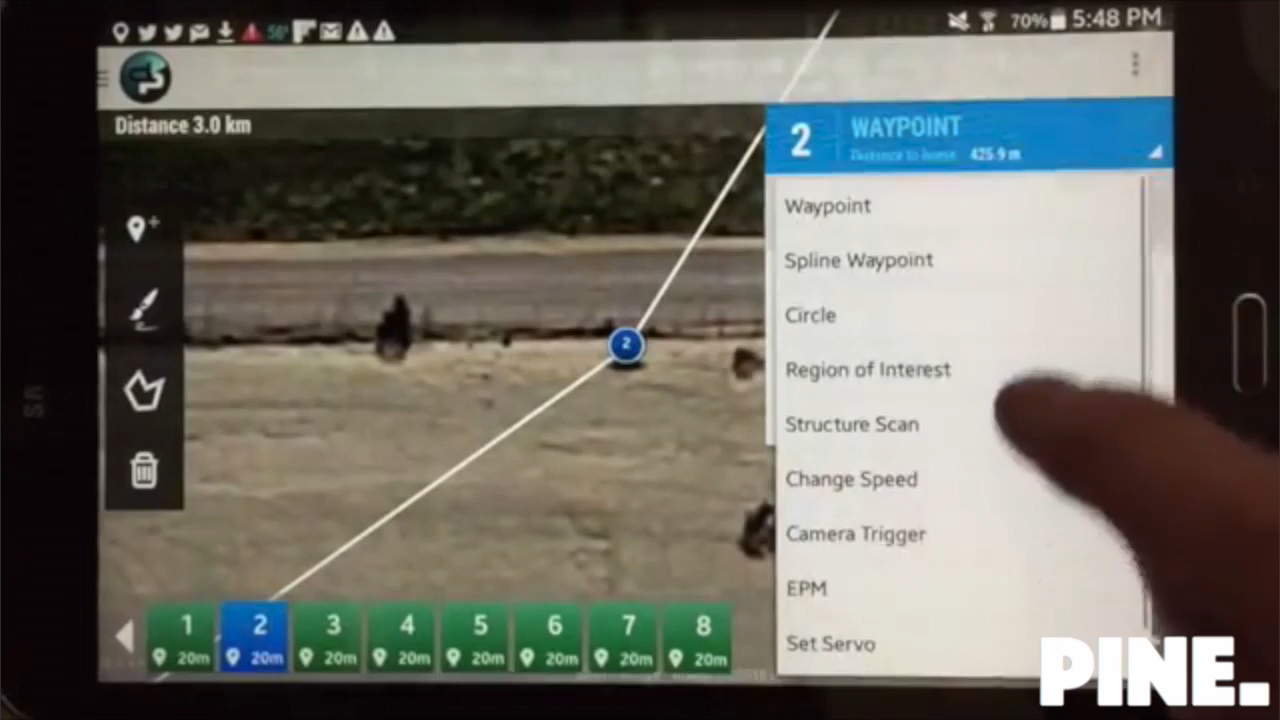 56°
70% 5:48 PM
Distance 3.0 km
2 WAYPOINT
Distance to home 425.9 m
Waypoint
Spline Waypoint
Circle
Region of Interest
Structure Scan
Change Speed
Camera Trigger
EPM
Set Servo
2
1 2 3 4 5 6 7 8
20m 20m 20m 20m 20m 20m 20m 20m
PINE.